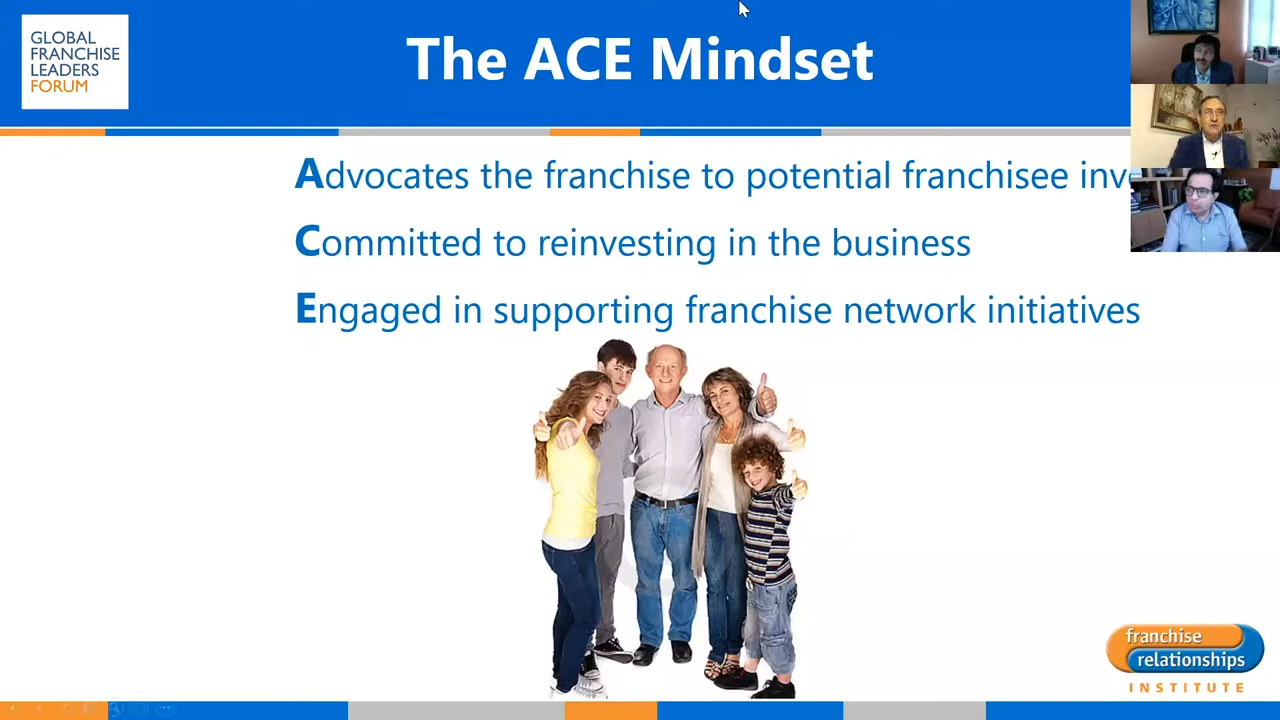 GLOBAL
FRANCHISE
LEADERS
FORUM
The ACE Mindset
Advocates the franchise to potential franchisee inv
Committed to reinvesting in the business
Engaged in supporting franchise network initiatives
franchise
relationships
INSTITUTE